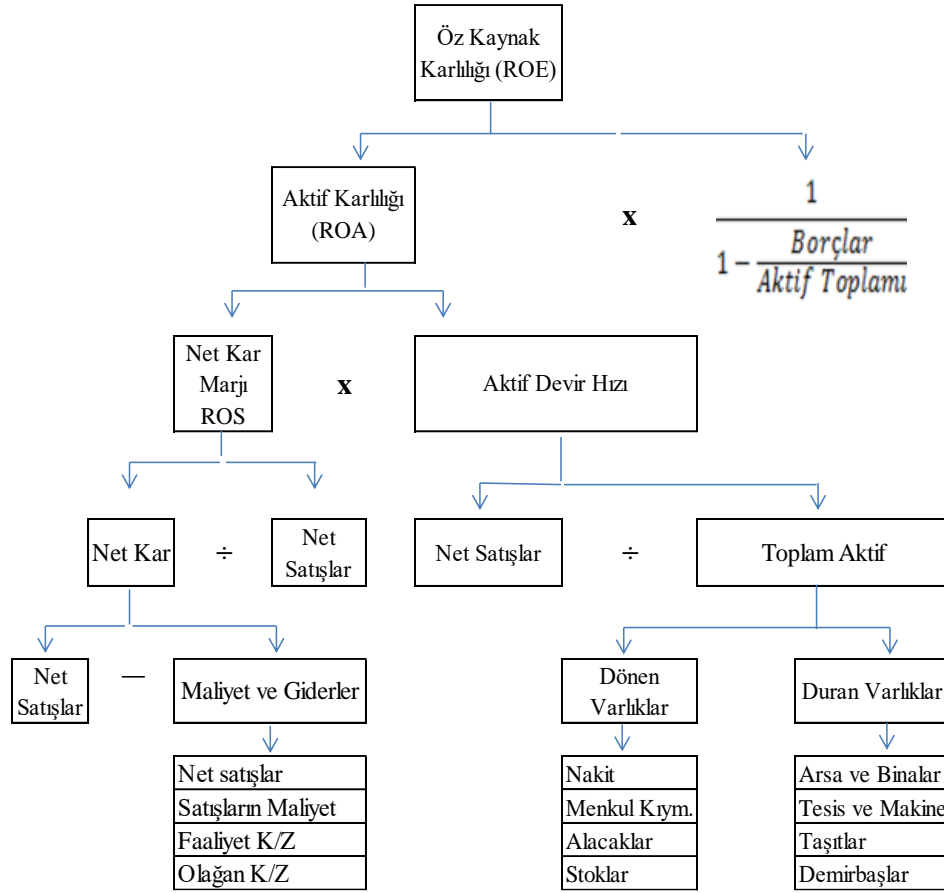 Öz Kaynak
Karlılığı (ROE)
Aktif Karlılığı
(ROA)
x
1
1 − Borçlar
Aktif Toplamı
Net Kar
Marjı
ROS
x
Aktif Devir Hızı
Net Kar
÷
Net
Satışlar
Net Satışlar
÷
Toplam Aktif
Net
Satışlar
—
Maliyet ve Giderler
Dönen
Varlıklar
Duran Varlıklar
Net satışlar
Satışların Maliyet
Faaliyet K/Z
Olağan K/Z
Nakit
Menkul Kıym.
Alacaklar
Stoklar
Arsa ve Binalar
Tesis ve Makine
Taşıtlar
Demirbaşlar